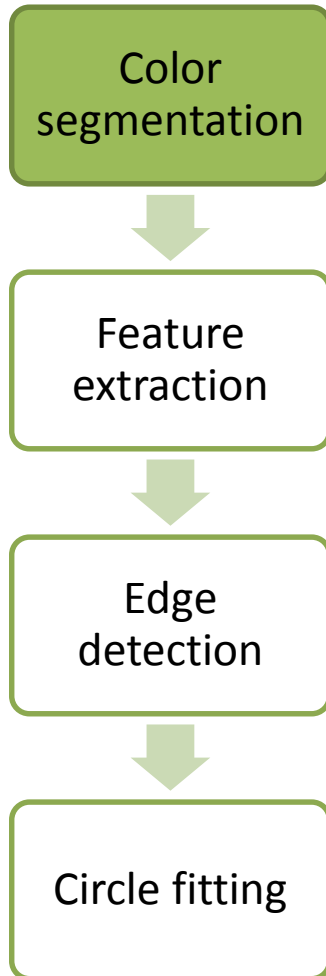 Color
segmentation
Feature
extraction
Edge
detection
Circle fitting